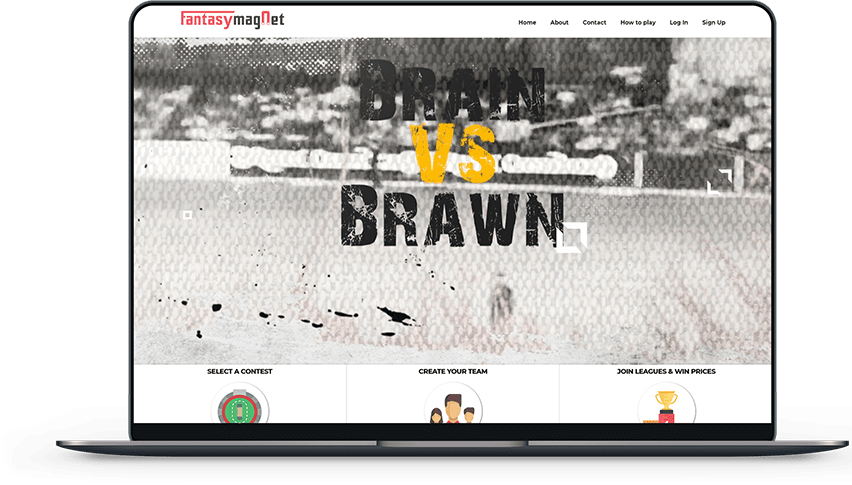 fantasymagnet
Home About Contact How to play Log In Sign Up
BRAIN
VS
BRAWN
SELECT A CONTEST CREATE YOUR TEAM JOIN LEAGUES & WIN PRICES